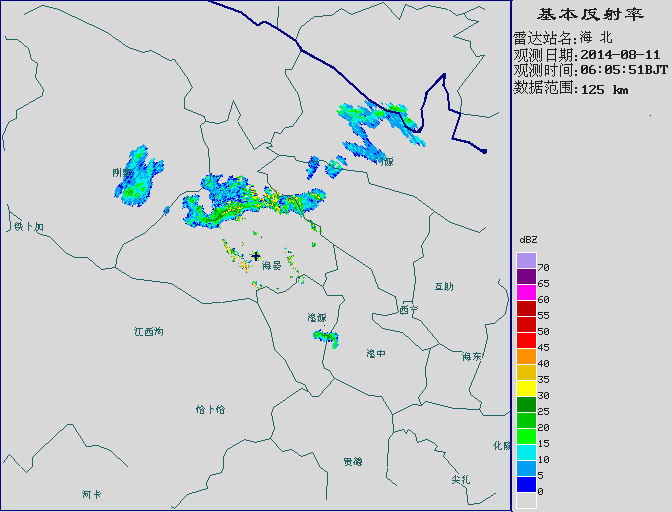 基本反射率
雷达站名:海 北
观测日期:2014-08-11
观测时间:06:05:51BJT
数据范围:125 km
dBZ
70
65
60
55
50
45
40
35
30
25
20
15
10
5
0
门源
铁卜加
海晏
互助
西宁
湟源
江西沟
湟中
海东
恰卜恰
化隆
贵德
尖扎
河卡